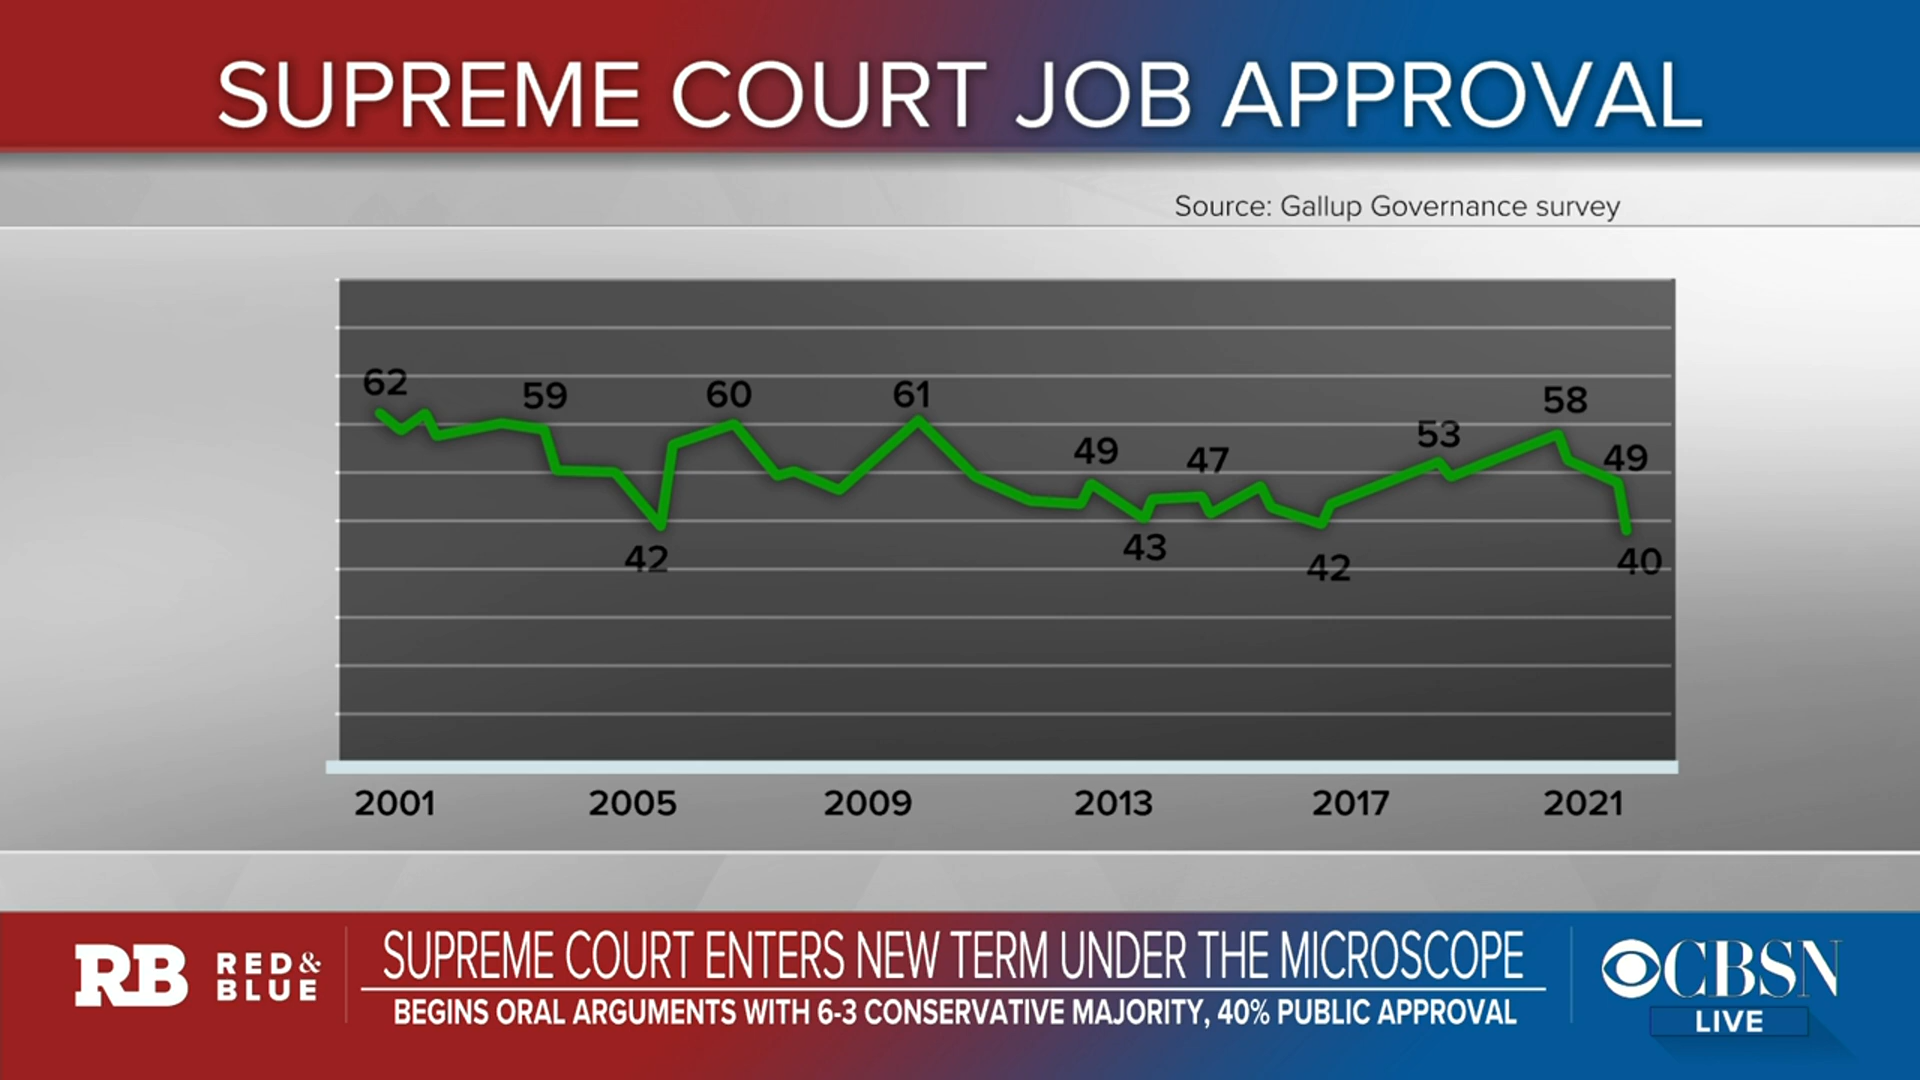 SUPREME COURT JOB APPROVAL
Source: Gallup Governance survey
62
59
60
61
49
47
53
58
49
42
43
42
40
2001 2005 2009 2013 2017 2021
RB RED & BLUE
SUPREME COURT ENTERS NEW TERM UNDER THE MICROSCOPE
BEGINS ORAL ARGUMENTS WITH 6-3 CONSERVATIVE MAJORITY, 40% PUBLIC APPROVAL
CBSN
LIVE